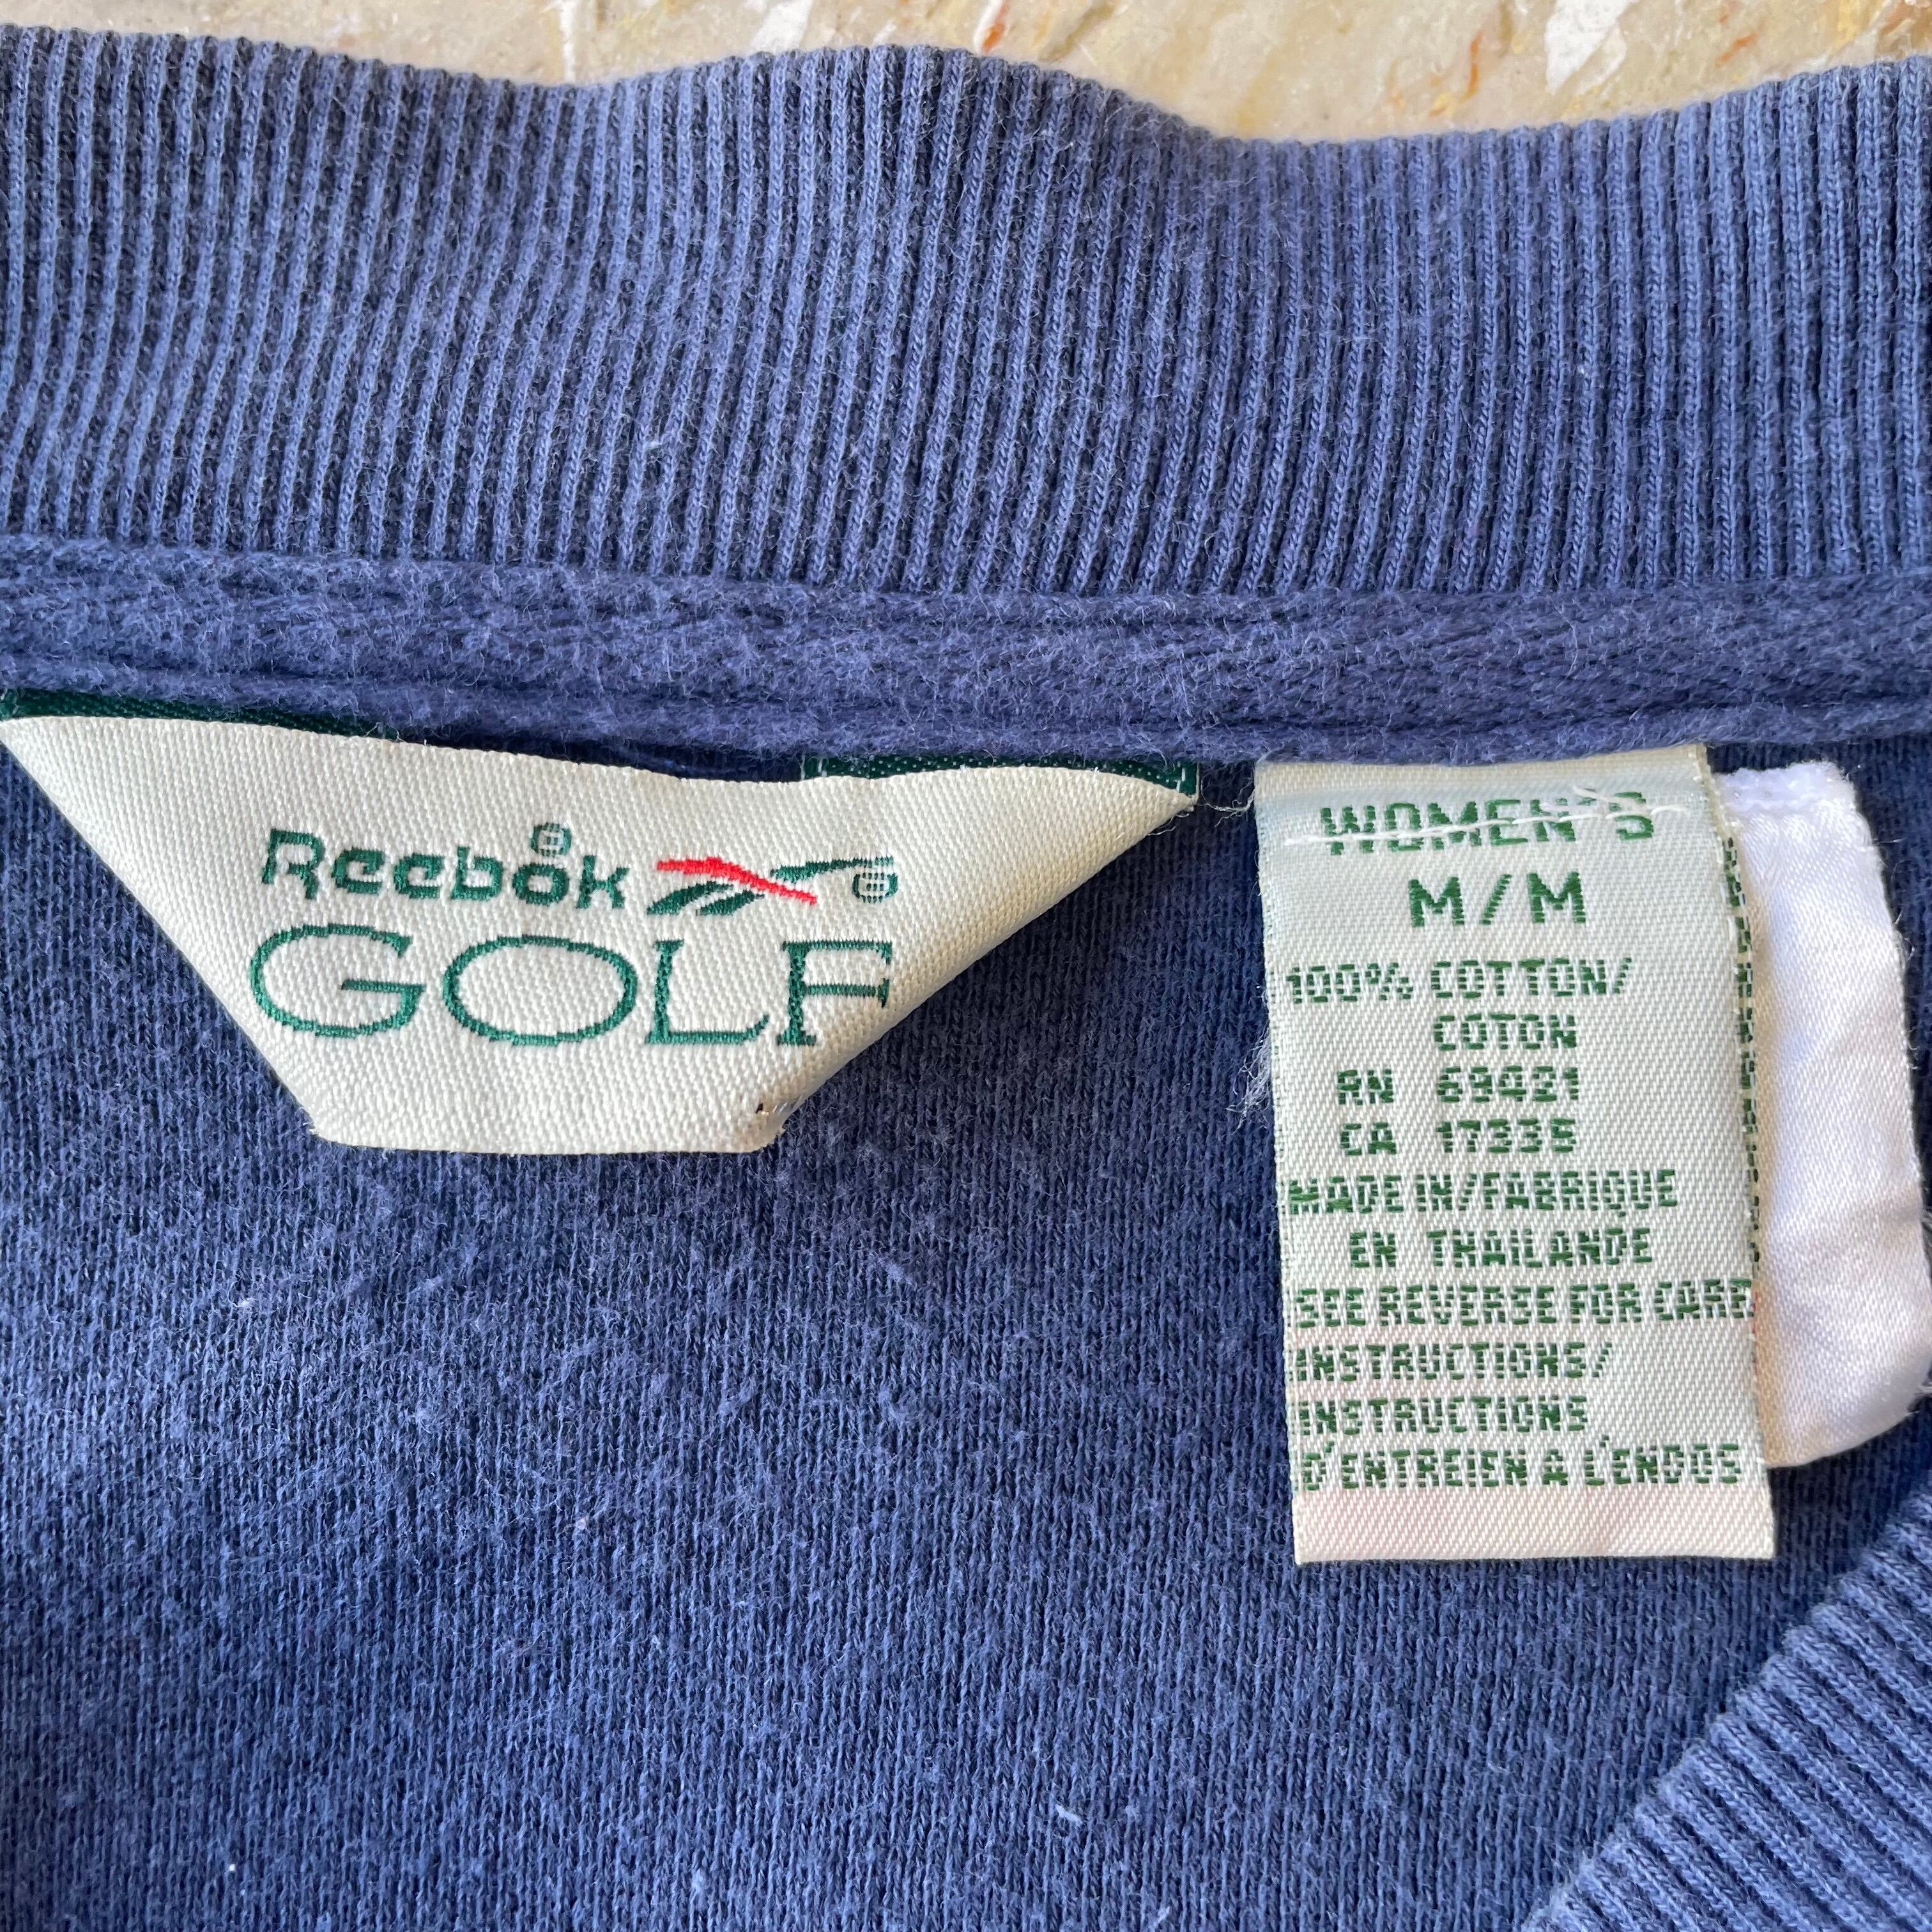 Reebok ®
®
GOLF
WOMEN'S
M/M
100% COTTON/
COTON
RN 69421
CA 17335
MADE IN/FABRIQUE
EN THAILANDE
SEE REVERSE FOR CARE
INSTRUCTIONS/
INSTRUCTIONS
D'ENTREIEN A L'ENDOS